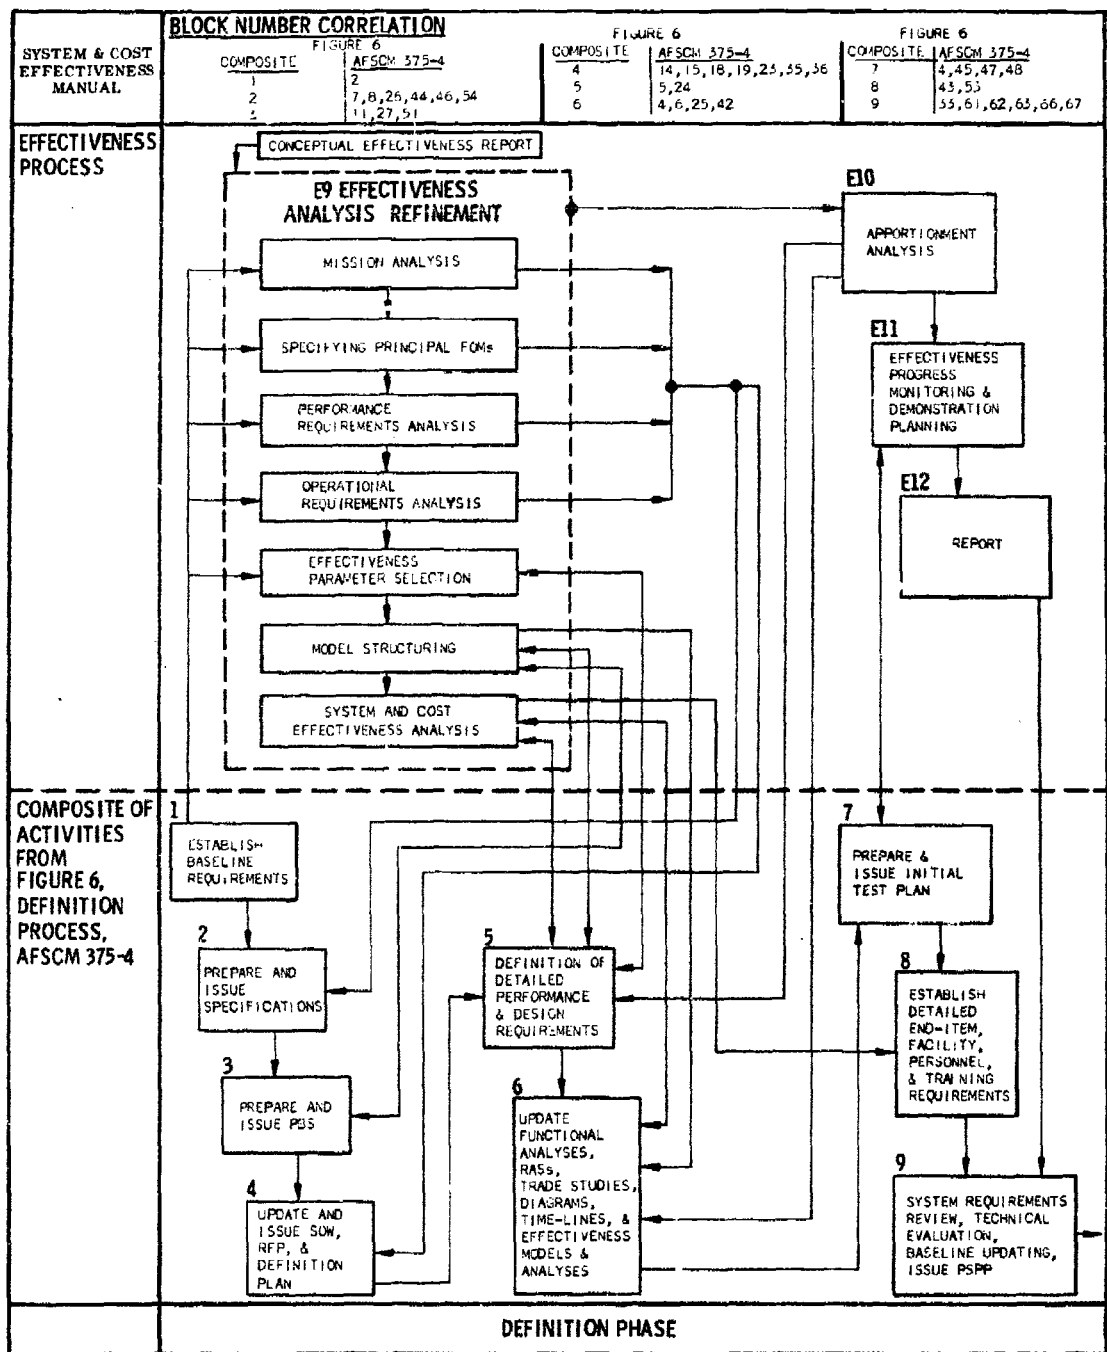 SYSTEM & COST
EFFECTIVENESS
MANUAL
BLOCK NUMBER CORRELATION
FIGURE 6
COMPOSITE AFSCM 375-4
1 2
2 7,8,26,44,46,54
11,27,51
FIGURE 6
COMPOSITE AFSCM 375-4
4 14,15,18,19,23,35,36
5 5,24
6 4,6,25,42
FIGURE 6
COMPOSITE AFSCM 375-4
7 4,45,47,48
8 43,53
9 ,61,62,63,66,67
EFFECTIVENESS
PROCESS
CONCEPTUAL EFFECTIVENESS REPORT
E9 EFFECTIVENESS
ANALYSIS REFINEMENT
MISSION ANALYSIS
SPECIFYING PRINCIPAL FOMs
PERFORMANCE
REQUIREMENTS ANALYSIS
OPERATIONAL
REQUIREMENTS ANALYSIS
EFFECTIVENESS
PARAMETER SELECTION
MODEL STRUCTURING
SYSTEM AND COST
EFFECTIVENESS ANALYSIS
E10
APPORTIONMENT
ANALYSIS
E11
EFFECTIVENESS
PROGRESS
MONITORING &
DEMONSTRATION
PLANNING
E12
REPORT
COMPOSITE OF
ACTIVITIES
FROM
FIGURE 6,
DEFINITION
PROCESS,
AFSCM 375-4
1
ESTABLISH
BASELINE
REQUIREMENTS
2
PREPARE AND
ISSUE
SPECIFICATIONS
3
PREPARE AND
ISSUE PBS
4
UPDATE AND
ISSUE SOW,
RFP, &
DEFINITION
PLAN
5
DEFINITION OF
DETAILED
PERFORMANCE
& DESIGN
REQUIREMENTS
6
UPDATE
FUNCTIONAL
ANALYSES,
RASs,
TRADE STUDIES,
DIAGRAMS,
TIME-LINES, &
EFFECTIVENESS
MODELS &
ANALYSES
7
PREPARE &
ISSUE INITIAL
TEST PLAN
8
ESTABLISH
DETAILED
END-ITEM,
FACILITY,
PERSONNEL,
& TRAINING
REQUIREMENTS
9
SYSTEM REQUIREMENTS
REVIEW, TECHNICAL
EVALUATION,
BASELINE UPDATING,
ISSUE PSPP
DEFINITION PHASE